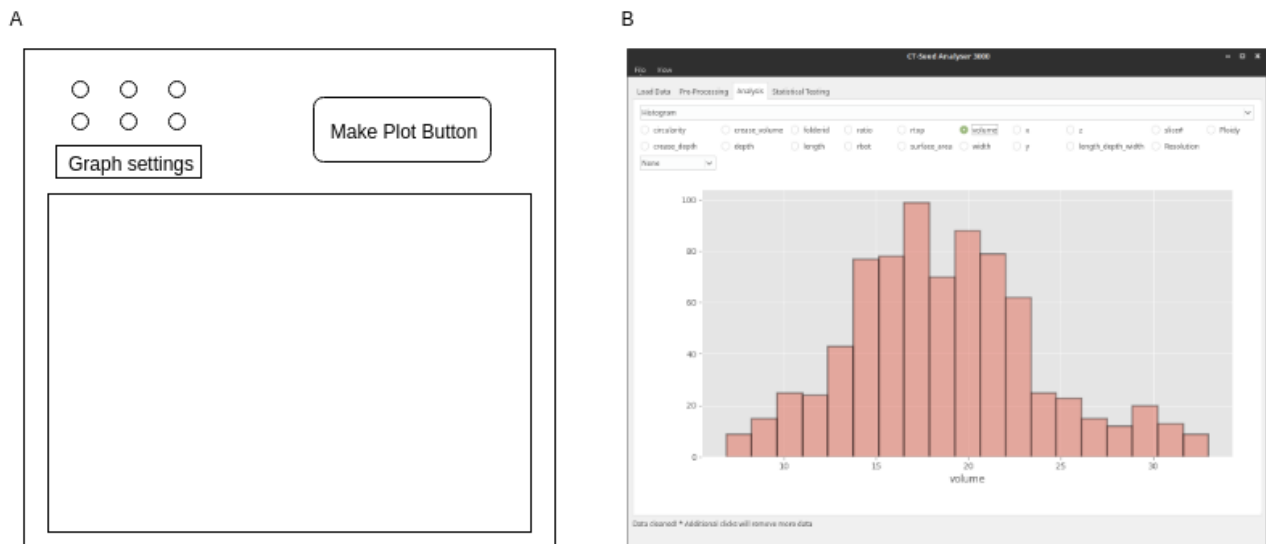 A
Make Plot Button
Graph settings
B
CT-Seed Analyser 3000
File View
Load Data Pre-Processing Analysis Statistical Testing
Histogram
circularity crease_volume folderid ratio rtop volume x z slice# Ploidy
crease_depth depth length rbot surface_area width y length_depth_width Resolution
None
100
80
60
40
20
0
10 15 20 25 30
volume
Data cleaned! * Additional clicks will remove more data